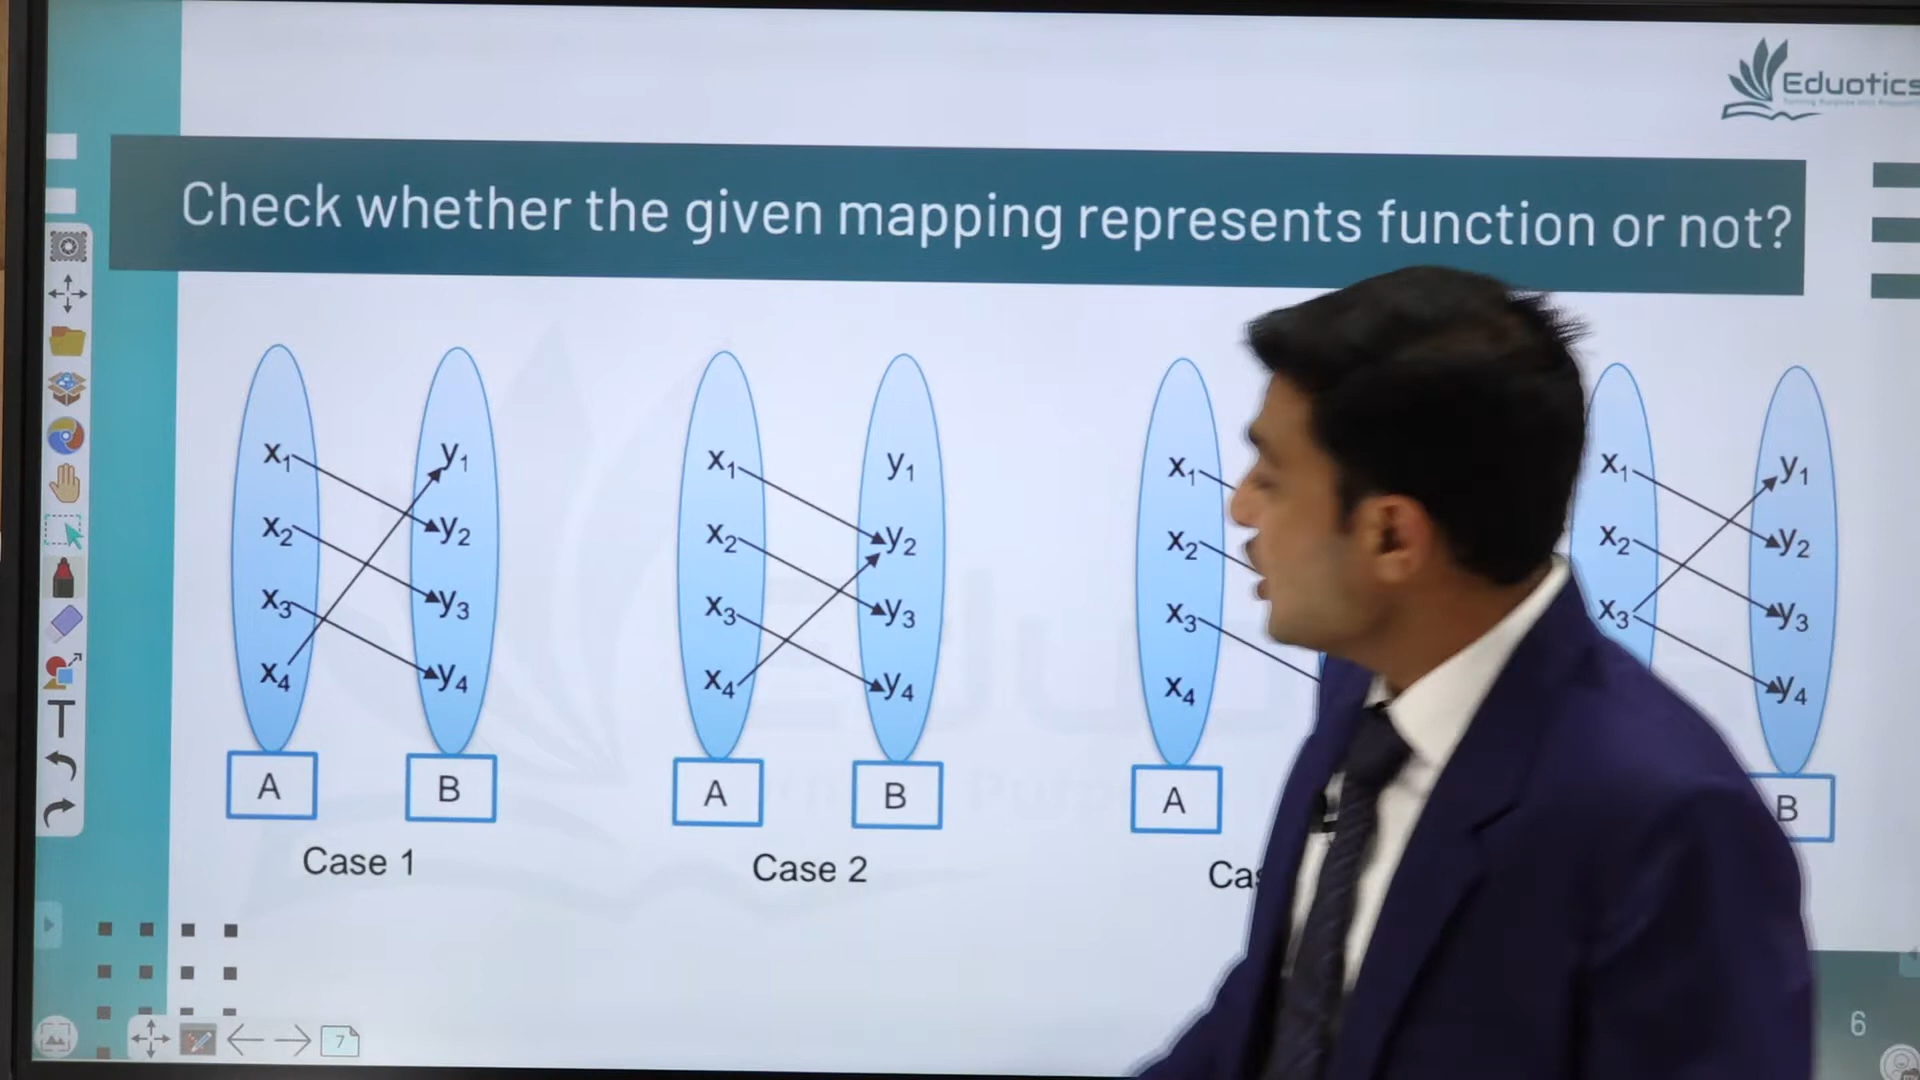 Eduotics
Check whether the given mapping represents function or not?
x1 y1 x1 y1 x1 x1 y1
x2 y2 x2 y2 x2 x2 y2
x3 y3 x3 y3 x3 x3 y3
x4 y4 x4 y4 x4 y4
A B A B A B
Case 1 Case 2
T
7
6